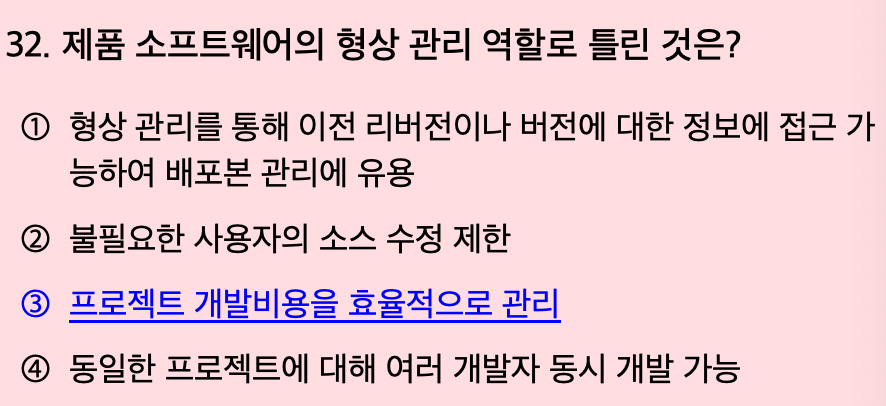 32. 제품 소프트웨어의 형상 관리 역할로 틀린 것은?
① 형상 관리를 통해 이전 리버전이나 버전에 대한 정보에 접근 가
능하여 배포본 관리에 유용
② 불필요한 사용자의 소스 수정 제한
③ 프로젝트 개발비용을 효율적으로 관리
④ 동일한 프로젝트에 대해 여러 개발자 동시 개발 가능